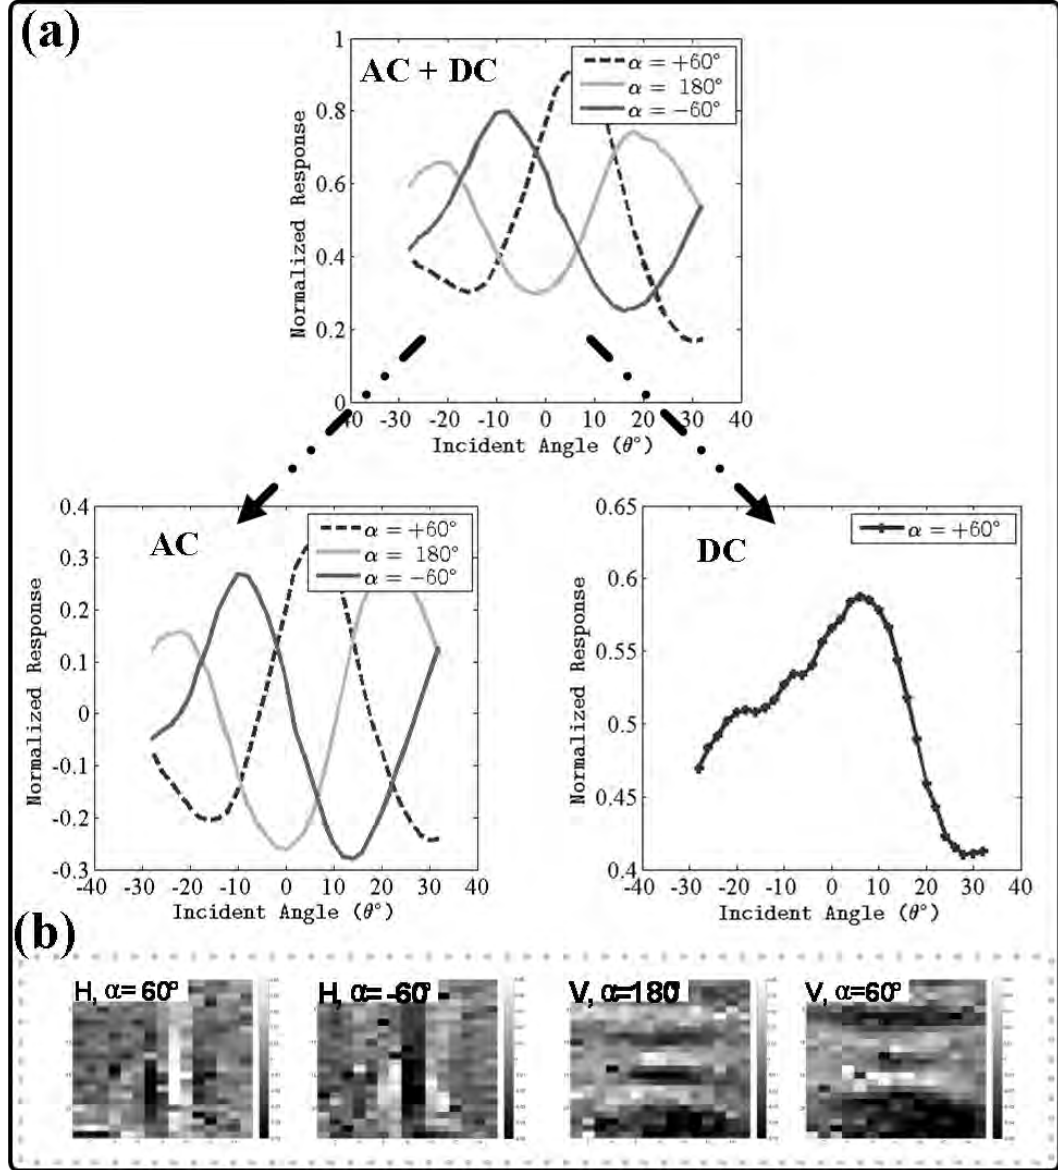 (a)
AC + DC
α = +60°
α = 180°
α = −60°
Normalized Response
1
0.8
0.6
0.4
0.2
0
40 -30 -20 -10 0 10 20 30 40
Incident Angle (θ°)
AC
α = +60°
α = 180°
α = −60°
Normalized Response
0.4
0.3
0.2
0.1
0
-0.1
-0.2
-0.3
-40 -30 -20 -10 0 10 20 30 40
Incident Angle (θ°)
DC
α = +60°
Normalized Response
0.65
0.6
0.55
0.5
0.45
0.4
-40 -30 -20 -10 0 10 20 30 40
Incident Angle (θ°)
(b)
H, α= 60°
H, α= -60°
V, α=180°
V, α=60°